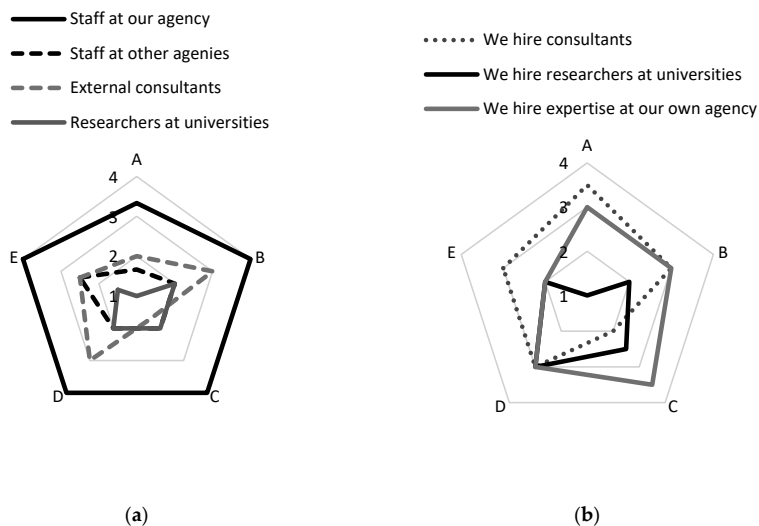 Staff at our agency
Staff at other agenies
External consultants
Researchers at universities
A
4
3
2
1
E
B
D
C
(a)
We hire consultants
We hire researchers at universities
We hire expertise at our own agency
A
4
3
2
1
E
B
D
C
(b)